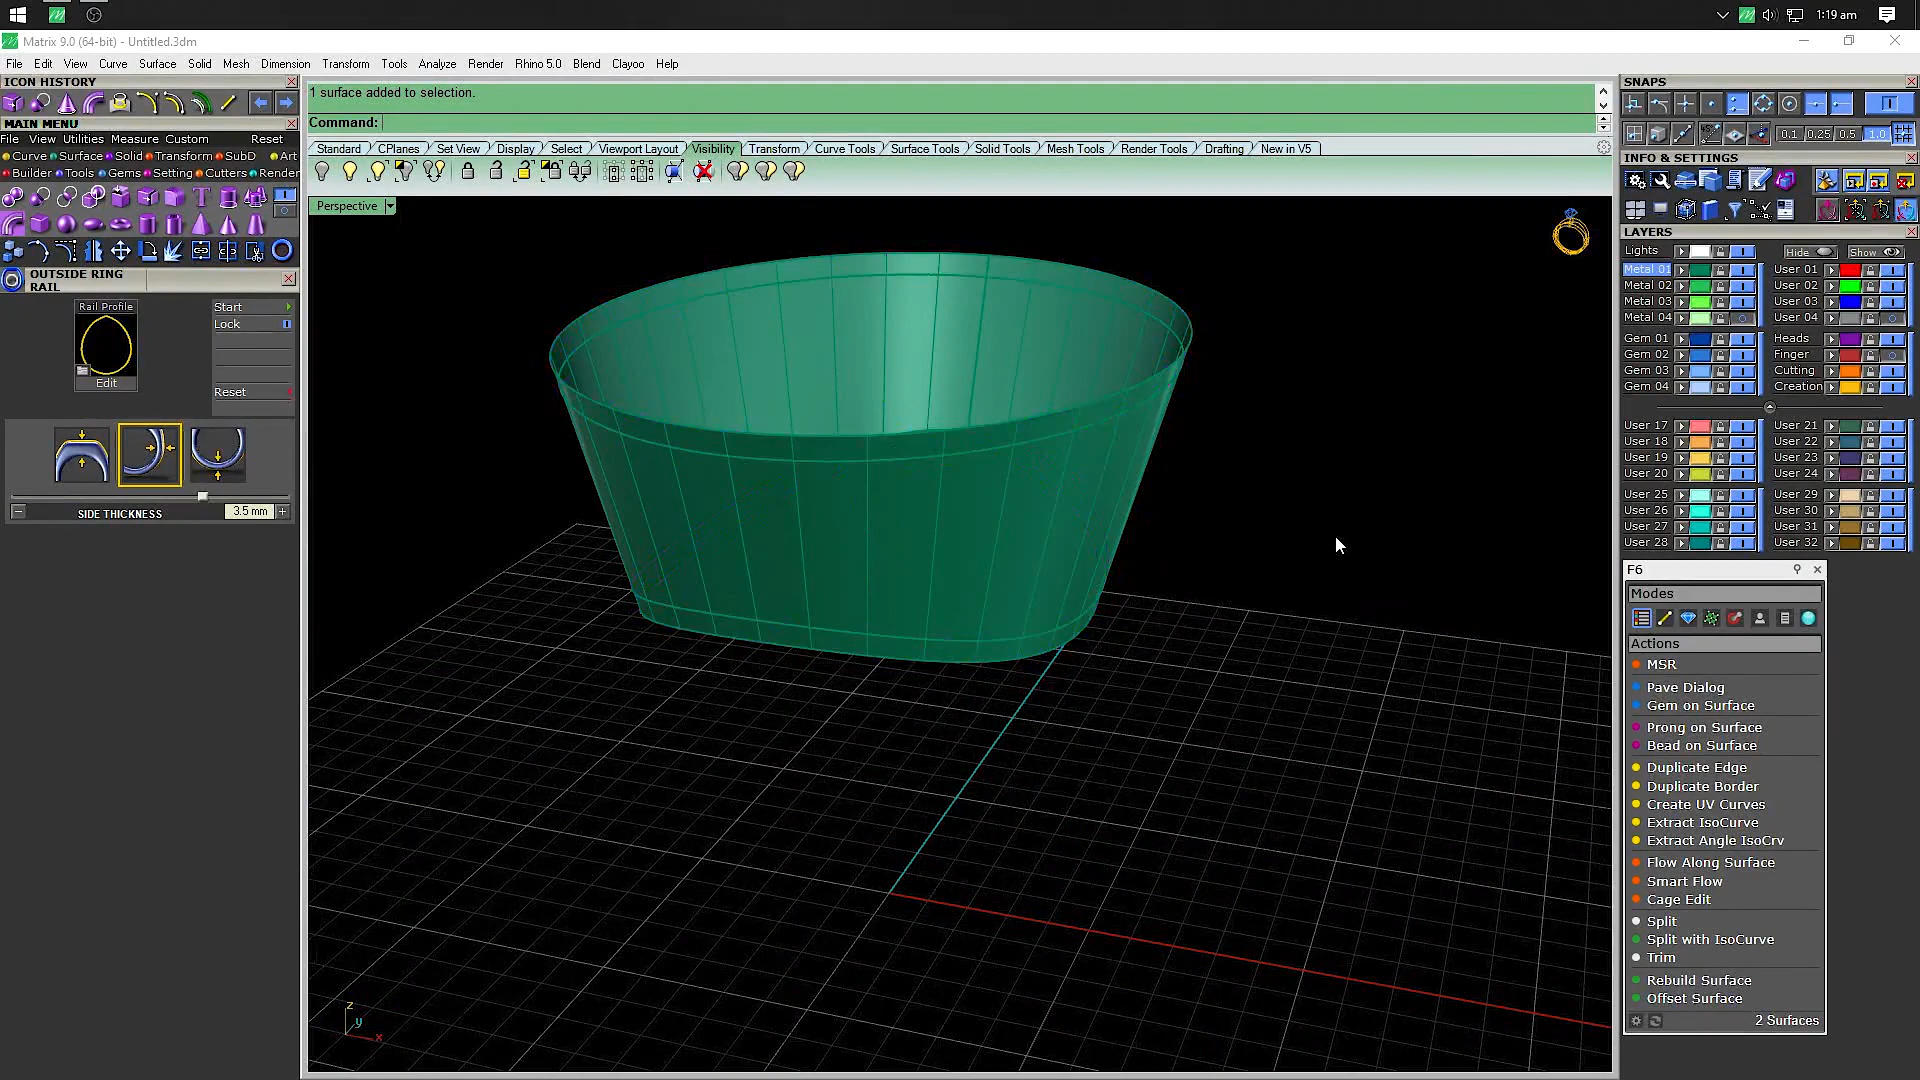 1:19 am
Matrix 9.0 (64-bit) - Untitled.3dm
File Edit View Curve Surface Solid Mesh Dimension Transform Tools Analyze Render Rhino 5.0 Blend Clayoo Help
ICON HISTORY
1 surface added to selection.
Command:
MAIN MENU
File View Utilities Measure Custom Reset
Curve Surface Solid Transform SubD Art
Builder Tools Gems Setting Cutters Render
Standard CPlanes Set View Display Select Viewport Layout Visibility Transform Curve Tools Surface Tools Solid Tools Mesh Tools Render Tools Drafting New in V5
Perspective
OUTSIDE RING
RAIL
Rail Profile
Edit
Start
Lock
Reset
SIDE THICKNESS 3.5 mm
z
y
x
SNAPS
0.1 0.25 0.5 1.0
INFO & SETTINGS
LAYERS
Lights Hide Show
Metal 01 User 01
Metal 02 User 02
Metal 03 User 03
Metal 04 User 04
Gem 01 Heads
Gem 02 Finger
Gem 03 Cutting
Gem 04 Creation
User 17 User 21
User 18 User 22
User 19 User 23
User 20 User 24
User 25 User 29
User 26 User 30
User 27 User 31
User 28 User 32
F6
Modes
Actions
MSR
Pave Dialog
Gem on Surface
Prong on Surface
Bead on Surface
Duplicate Edge
Duplicate Border
Create UV Curves
Extract IsoCurve
Extract Angle IsoCrv
Flow Along Surface
Smart Flow
Cage Edit
Split
Split with IsoCurve
Trim
Rebuild Surface
Offset Surface
2 Surfaces